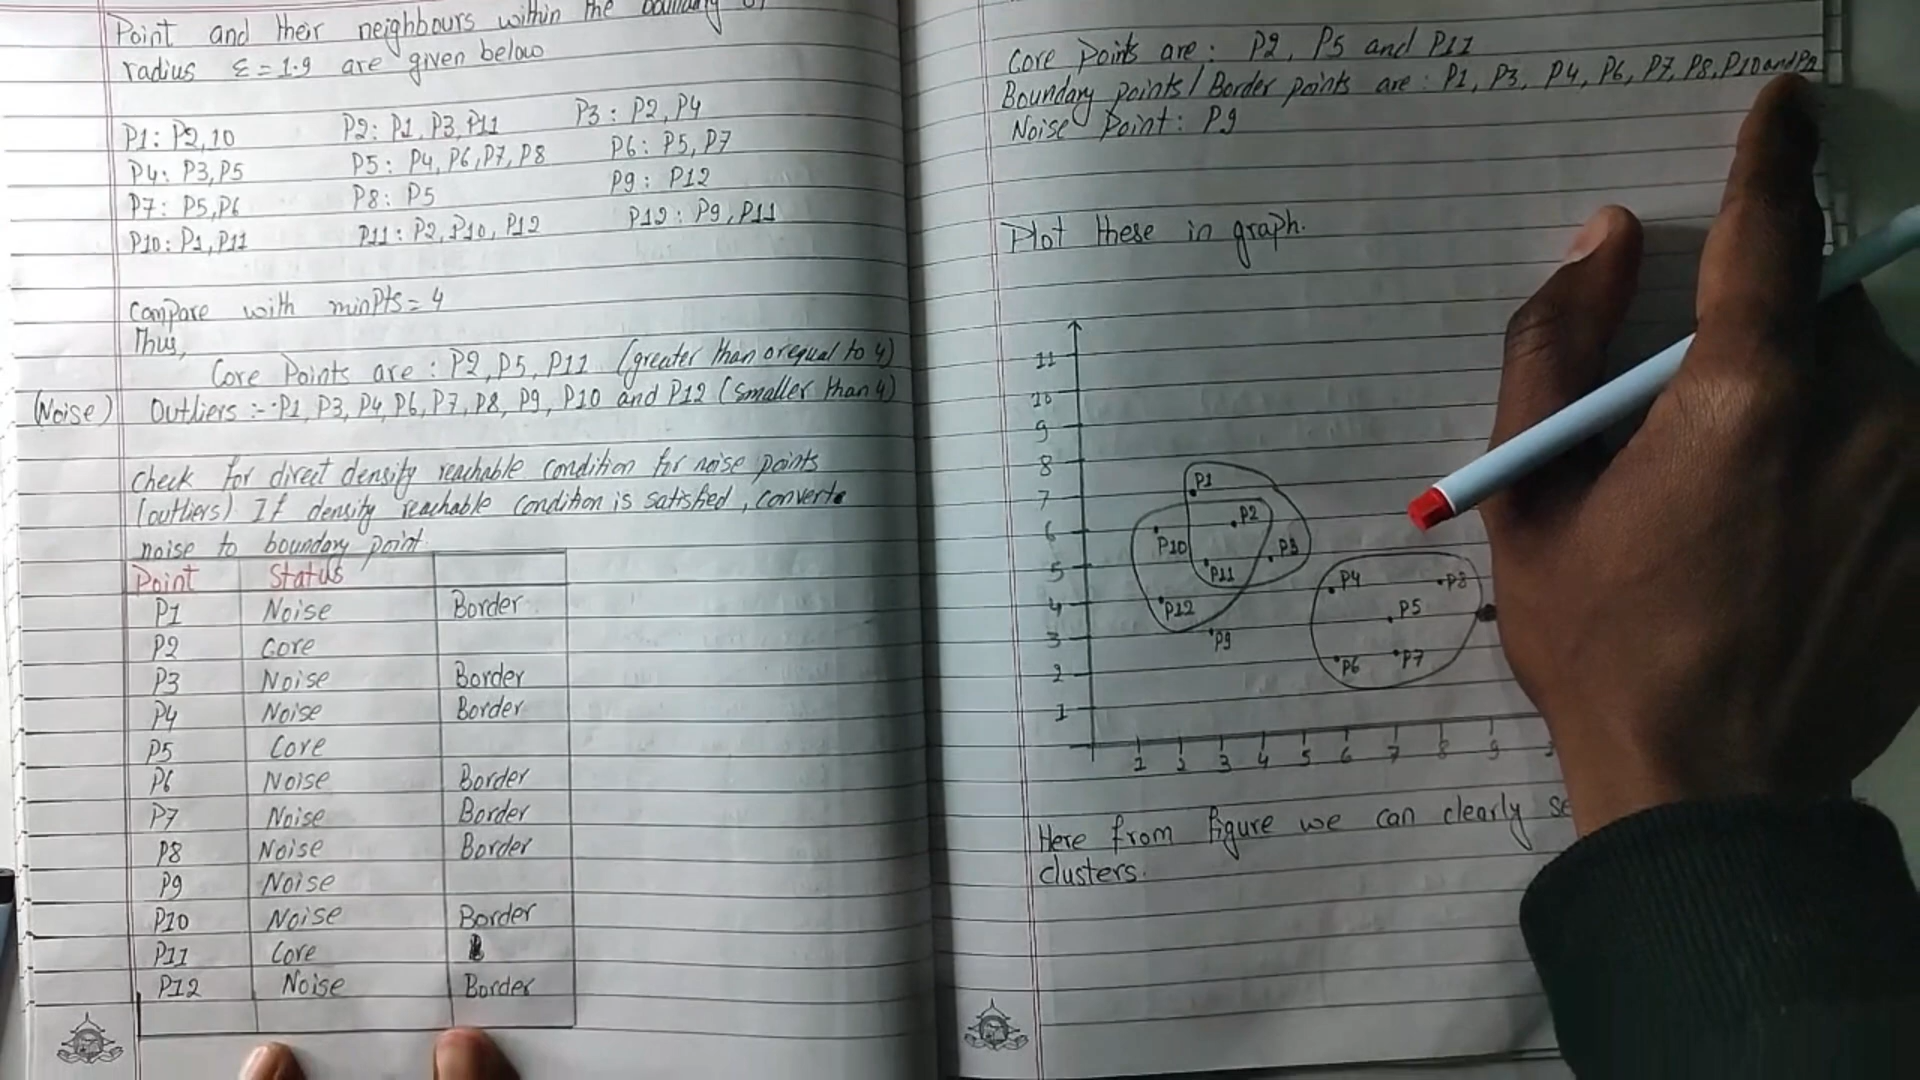 Point and their neighbours within the boundary of
radius ε = 1.9 are given below
P1: P2, 10 P2: P1, P3, P11 P3: P2, P4
P4: P3, P5 P5: P4, P6, P7, P8 P6: P5, P7
P7: P5, P6 P8: P5 P9: P12
P10: P1, P11 P11: P2, P10, P12 P12: P9, P11
Compare with minPts = 4
Thus,
Core Points are: P2, P5, P11 (greater than or equal to 4)
(Noise) Outliers :- P1, P3, P4, P6, P7, P8, P9, P10 and P12 (smaller than 4)
Check for direct density reachable condition for noise points
(outliers) If density reachable condition is satisfied, convert
noise to boundary point.
Point Status
P1 Noise Border
P2 Core
P3 Noise Border
P4 Noise Border
P5 Core
P6 Noise Border
P7 Noise Border
P8 Noise Border
P9 Noise
P10 Noise Border
P11 Core
P12 Noise Border
Core Points are: P2, P5 and P11
Boundary points / Border points are: P1, P3, P4, P6, P7, P8, P10 and
Noise Point: P9
Plot these in graph.
11
10
9
8
7 P1
6 P2
P10 P3
5 P11 P4 P8
4 P12 P5
3 P9
2 P6 P7
1
1 2 3 4 5 6 7 8 9
Here from figure we can clearly
clusters.